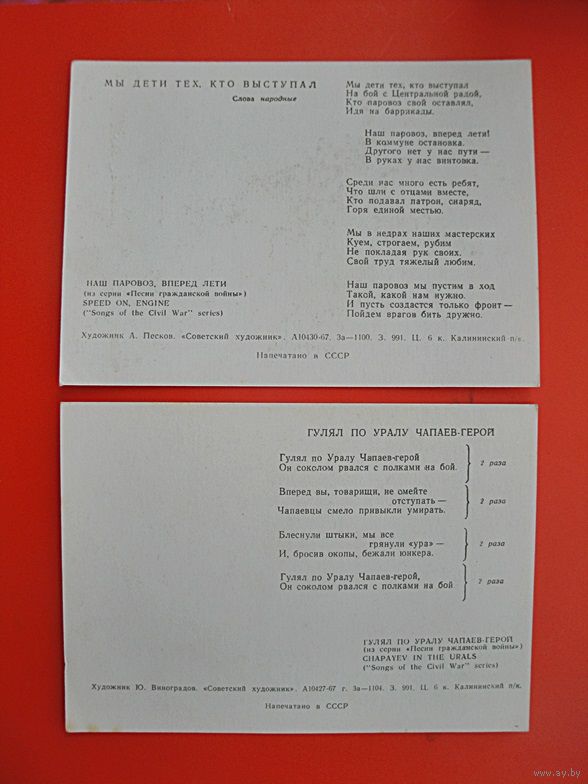 МЫ ДЕТИ ТЕХ, КТО ВЫСТУПАЛ
Слова народные
Мы дети тех, кто выступал
На бой с Центральной радой,
Кто паровоз свой оставлял,
Идя на баррикады.
Наш паровоз, вперед лети!
В коммуне остановка.
Другого нет у нас пути —
В руках у нас винтовка.
Среди нас много есть ребят,
Что шли с отцами вместе,
Кто подавал патрон, снаряд,
Горя единой местью.
Мы в недрах наших мастерских
Куем, строгаем, рубим
Не покладая рук своих,
Свой труд тяжелый любим.
Наш паровоз мы пустим в ход
Такой, какой нам нужно.
И пусть создастся только фронт —
Пойдем врагов бить дружно.
НАШ ПАРОВОЗ, ВПЕРЕД ЛЕТИ
(из серии «Песни гражданской войны»)
SPEED ON, ENGINE
("Songs of the Civil War" series)
Художник А. Песков. «Советский художник». А10430-67. За—1100. З. 991. Ц. 6 к. Калининский п/к.
Напечатано в СССР
ГУЛЯЛ ПО УРАЛУ ЧАПАЕВ-ГЕРОЙ
Гулял по Уралу Чапаев-герой
Он соколом рвался с полками на бой.
2 раза
Вперед вы, товарищи, не смейте
отступать —
Чапаевцы смело привыкли умирать.
2 раза
Блеснули штыки, мы все
грянули «ура» —
И, бросив окопы, бежали юнкера.
2 раза
Гулял по Уралу Чапаев-герой,
Он соколом рвался с полками на бой
2 раза
ГУЛЯЛ ПО УРАЛУ ЧАПАЕВ-ГЕРОЙ
(из серии «Песни гражданской войны»)
CHAPAYEV IN THE URALS
("Songs of the Civil War" series)
Художник Ю. Виноградов. «Советский художник». А10427-67 г. За—1104. З. 991. Ц. 6 к. Калининский п/к.
Напечатано в СССР
www.ay.by